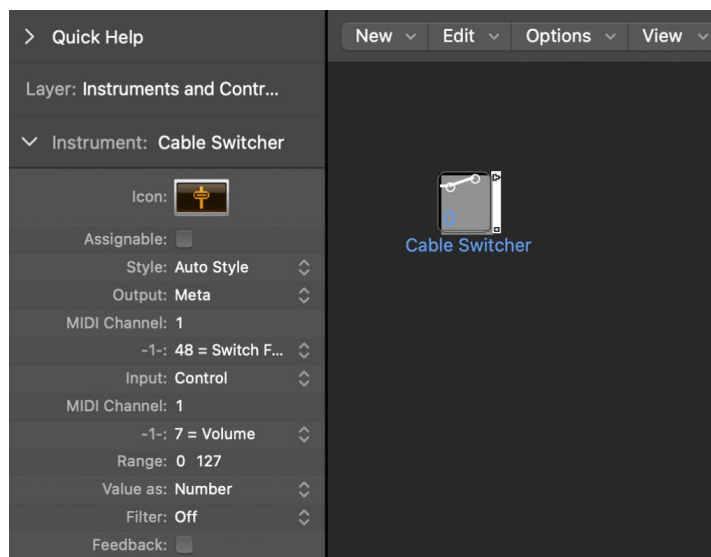 Quick Help
Layer: Instruments and Contr...
Instrument: Cable Switcher
Icon:
Assignable:
Style: Auto Style
Output: Meta
MIDI Channel: 1
-1-: 48 = Switch F...
Input: Control
MIDI Channel: 1
-1-: 7 = Volume
Range: 0 127
Value as: Number
Filter: Off
Feedback:
New Edit Options View
0
Cable Switcher